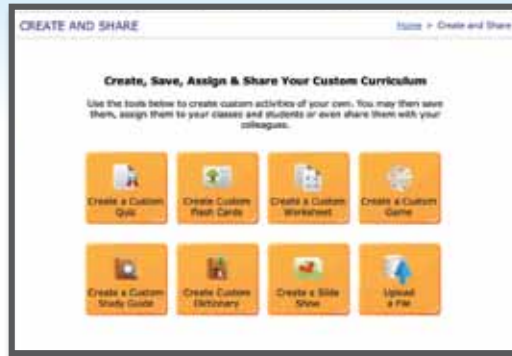 CREATE AND SHARE
Home > Create and Share
Create, Save, Assign & Share Your Custom Curriculum
Use the tools below to create custom activities of your own. You may then save
them, assign them to your classes and students or even share them with your
colleagues.
Create a Custom
Quiz
Create Custom
Flash Cards
Create a Custom
Worksheet
Create a Custom
Game
Create a Custom
Study Guide
Create Custom
Dictionary
Create a Slide
Show
Upload
a File